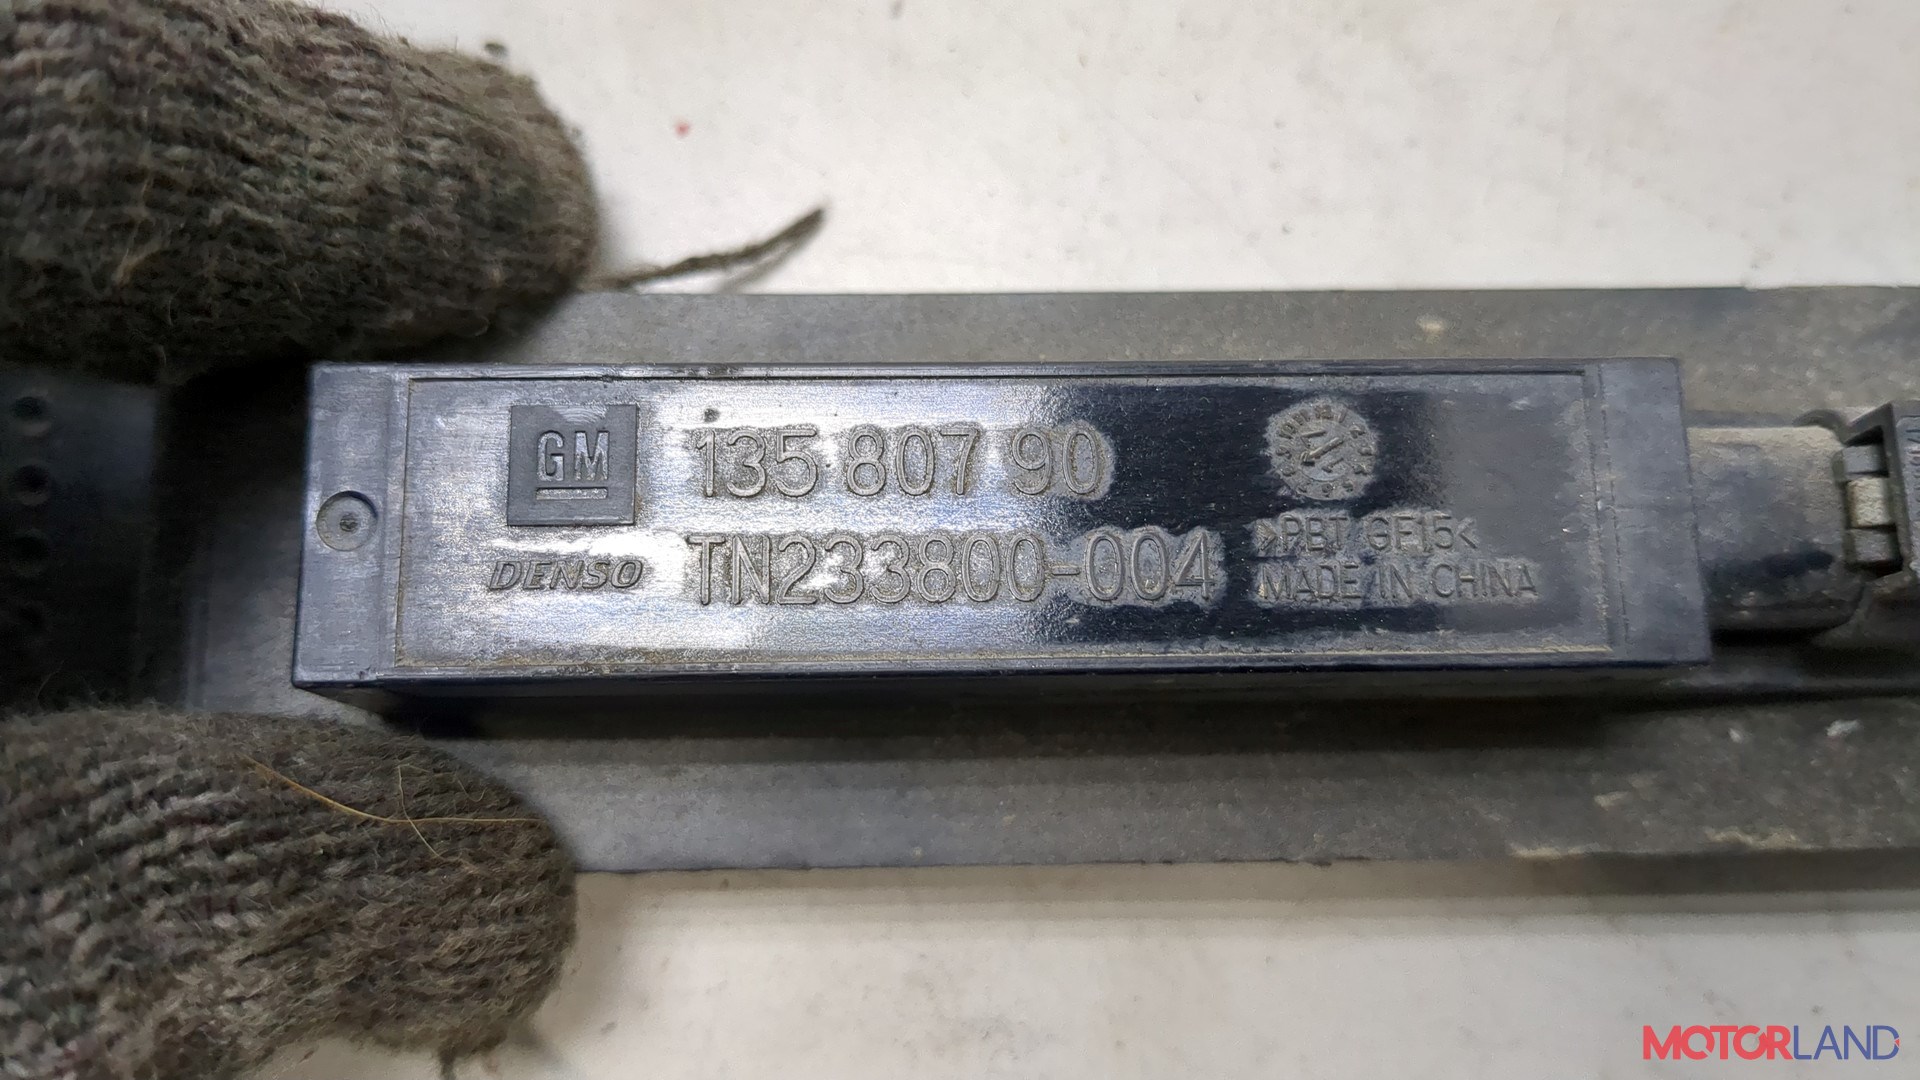 GM 135 807 90
DENSO TN233800-004
>PBT GF15<
MADE IN CHINA
MOTORLAND